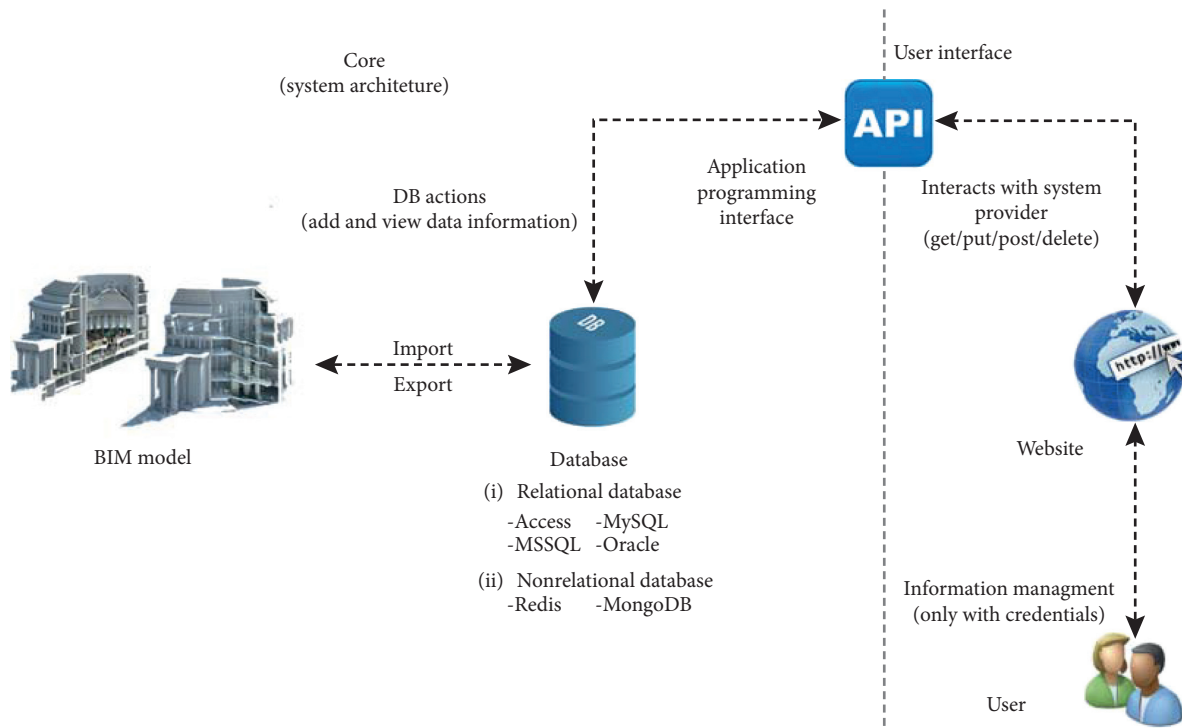 Core
(system architeture)
User interface
API
Application
programming
interface
Interacts with system
provider
(get/put/post/delete)
DB actions
(add and view data information)
DB
Import
Export
http://ww
BIM model
Database
Website
(i) Relational database
-Access -MySQL
-MSSQL -Oracle
(ii) Nonrelational database
-Redis -MongoDB
Information managment
(only with credentials)
User